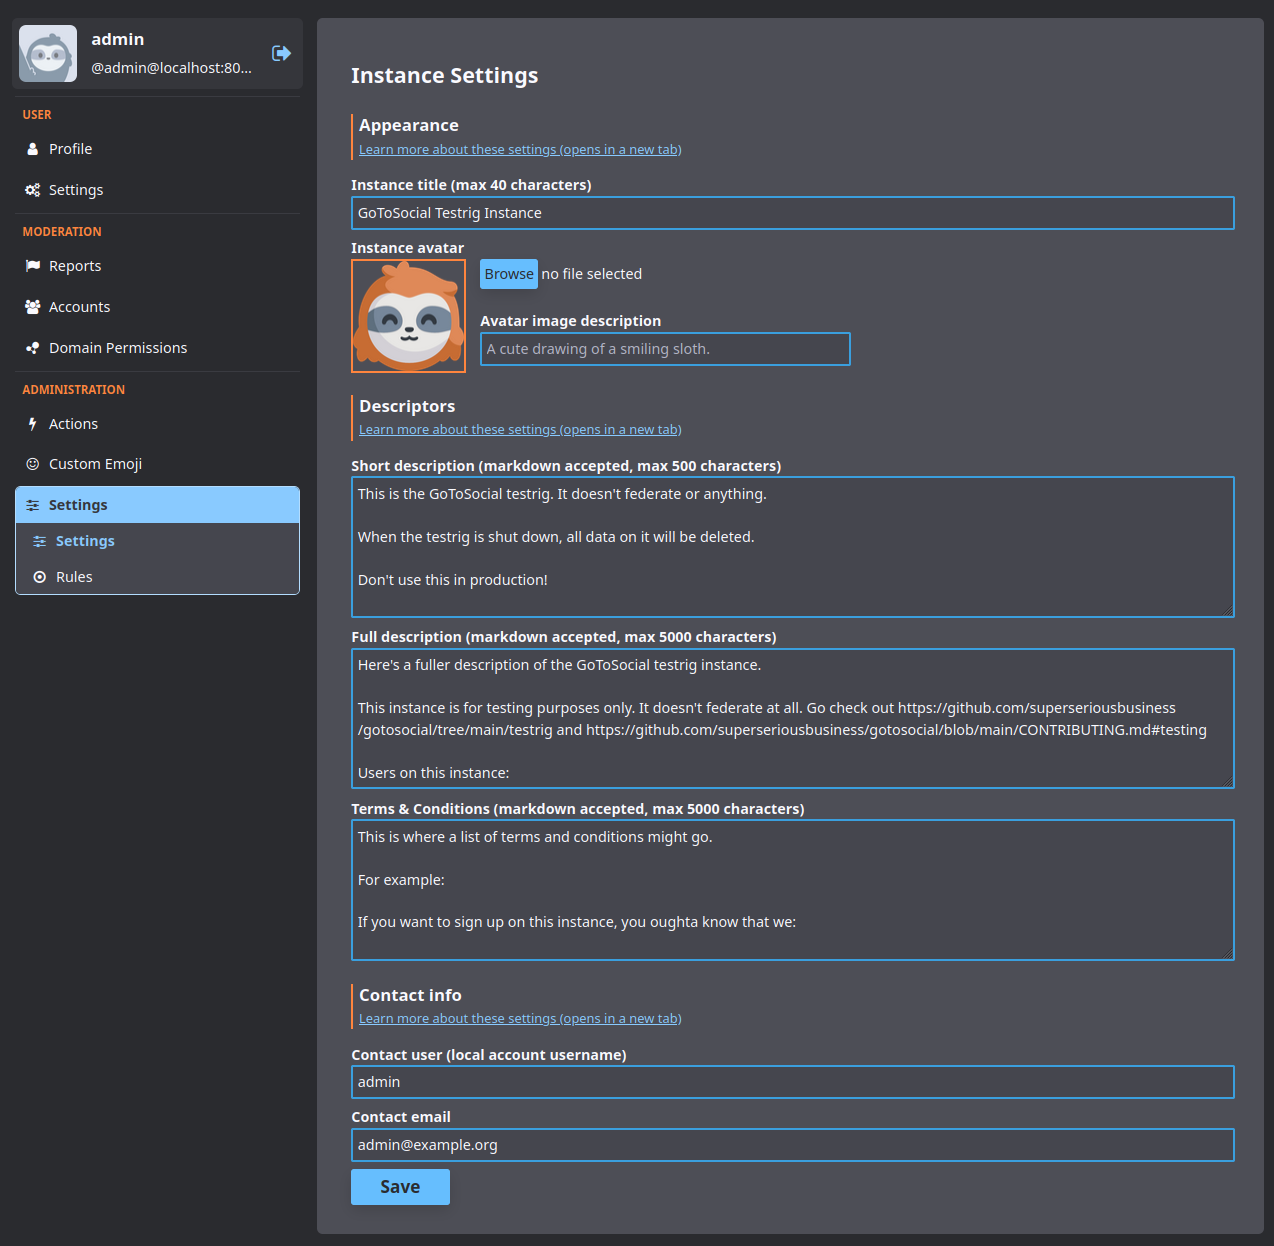 admin
@admin@localhost:80...
USER
Profile
Settings
MODERATION
Reports
Accounts
Domain Permissions
ADMINISTRATION
Actions
Custom Emoji
Settings
Settings
Rules
Instance Settings
Appearance
Learn more about these settings (opens in a new tab)
Instance title (max 40 characters)
GoToSocial Testrig Instance
Instance avatar
Browse no file selected
Avatar image description
A cute drawing of a smiling sloth.
Descriptors
Learn more about these settings (opens in a new tab)
Short description (markdown accepted, max 500 characters)
This is the GoToSocial testrig. It doesn't federate or anything.
When the testrig is shut down, all data on it will be deleted.
Don't use this in production!
Full description (markdown accepted, max 5000 characters)
Here's a fuller description of the GoToSocial testrig instance.
This instance is for testing purposes only. It doesn't federate at all. Go check out https://github.com/superseriousbusiness
/gotosocial/tree/main/testrig and https://github.com/superseriousbusiness/gotosocial/blob/main/CONTRIBUTING.md#testing
Users on this instance:
Terms & Conditions (markdown accepted, max 5000 characters)
This is where a list of terms and conditions might go.
For example:
If you want to sign up on this instance, you oughta know that we:
Contact info
Learn more about these settings (opens in a new tab)
Contact user (local account username)
admin
Contact email
admin@example.org
Save